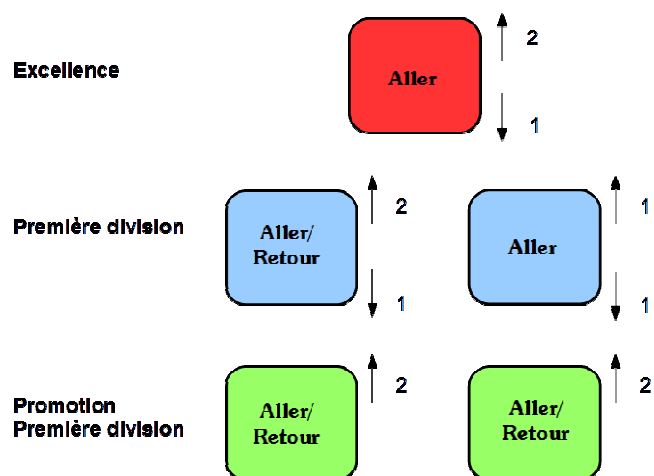 2
Excellence
Aller
1
2
1
Première division
Aller/
Retour
Aller
1
1
2
2
Promotion
Première division
Aller/
Retour
Aller/
Retour